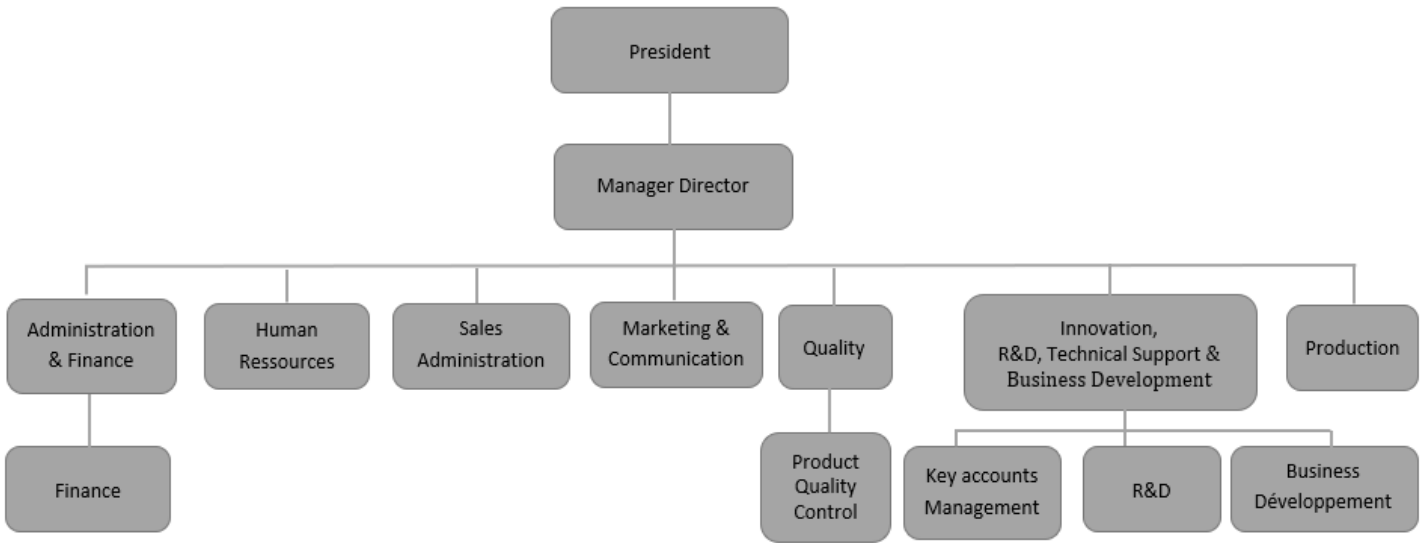 President
Manager Director
Administration
& Finance
Human
Ressources
Sales
Administration
Marketing &
Communication
Quality
Innovation,
R&D, Technical Support &
Business Development
Production
Finance
Product
Quality
Control
Key accounts
Management
R&D
Business
Développement